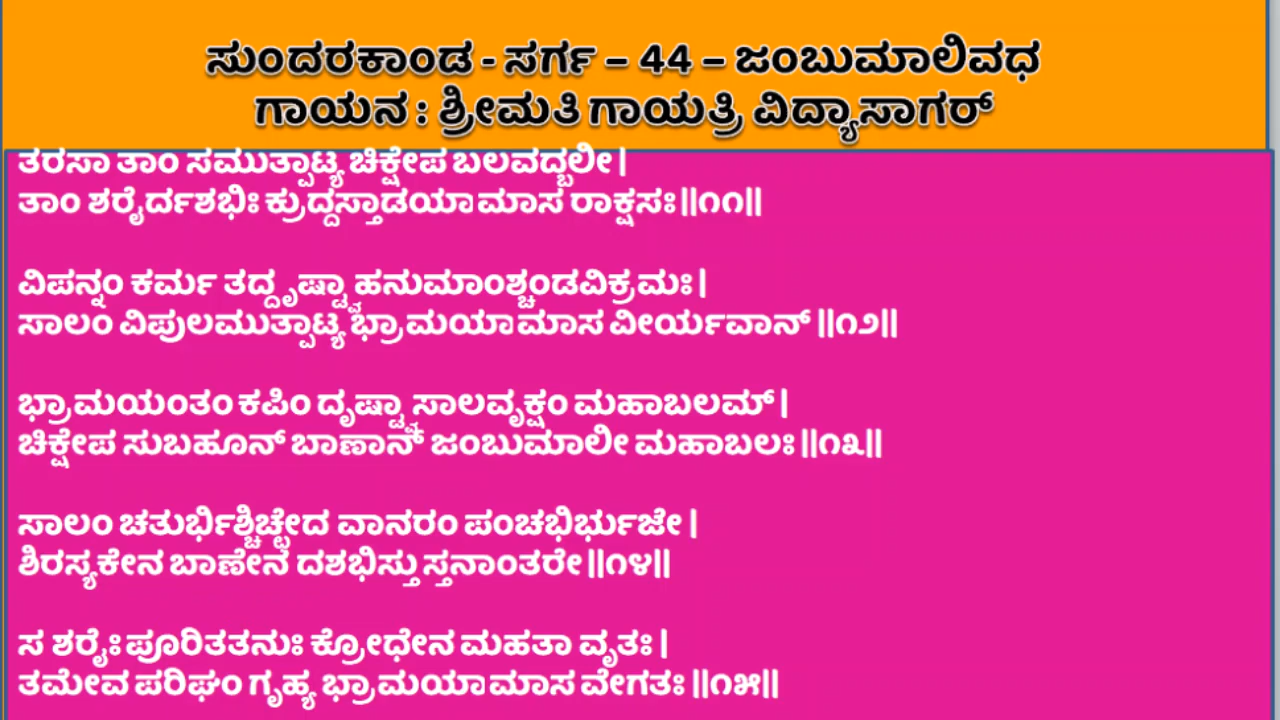 ಸುಂದರಕಾಂಡ - ಸರ್ಗ – 44 – ಜಂಬುಮಾಲಿವಧ
ಗಾಯನ : ಶ್ರೀಮತಿ ಗಾಯತ್ರಿ ವಿದ್ಯಾಸಾಗರ್
ತರಸಾ ತಾಂ ಸಮುತ್ಪಾಟ್ಯ ಚಿಕ್ಷೇಪ ಬಲವದ್ಬಲೀ |
ತಾಂ ಶರೈರ್ದಶಭಿಃ ಕ್ರುದ್ದಸ್ತಾಡಯಾಮಾಸ ರಾಕ್ಷಸಃ ||೧೧||
ವಿಪನ್ನಂ ಕರ್ಮ ತದ್ದೃಷ್ಟ್ವಾ ಹನುಮಾಂಶ್ಚಂಡವಿಕ್ರಮಃ |
ಸಾಲಂ ವಿಪುಲಮುತ್ಪಾಟ್ಯ ಭ್ರಾಮಯಾಮಾಸ ವೀರ್ಯವಾನ್ ||೧೨||
ಭ್ರಾಮಯಂತಂ ಕಪಿಂ ದೃಷ್ಟ್ವಾ ಸಾಲವೃಕ್ಷಂ ಮಹಾಬಲಮ್ |
ಚಿಕ್ಷೇಪ ಸುಬಹೂನ್ ಬಾಣಾನ್ ಜಂಬುಮಾಲೀ ಮಹಾಬಲಃ ||೧೩||
ಸಾಲಂ ಚತುರ್ಭಿಶ್ಚಿಚ್ಛೇದ ವಾನರಂ ಪಂಚಭಿರ್ಭುಜೇ |
ಶಿರಸ್ಯಕೇನ ಬಾಣೇನ ದಶಭಿಸ್ತು ಸ್ತನಾಂತರೇ ||೧೪||
ಸ ಶರೈಃ ಪೂರಿತತನುಃ ಕ್ರೋಧೇನ ಮಹತಾ ವೃತಃ |
ತಮೇವ ಪರಿಘಂ ಗೃಹ್ಯ ಭ್ರಾಮಯಾಮಾಸ ವೇಗತಃ ||೧೫||